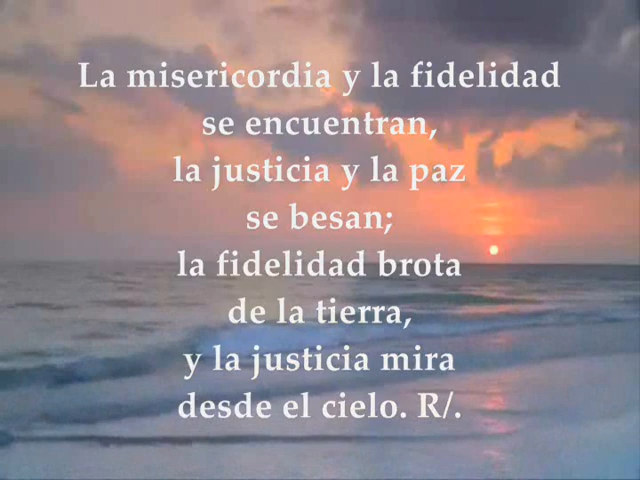 La misericordia y la fidelidad
se encuentran,
la justicia y la paz
se besan;
la fidelidad brota
de la tierra,
y la justicia mira
desde el cielo. R/.